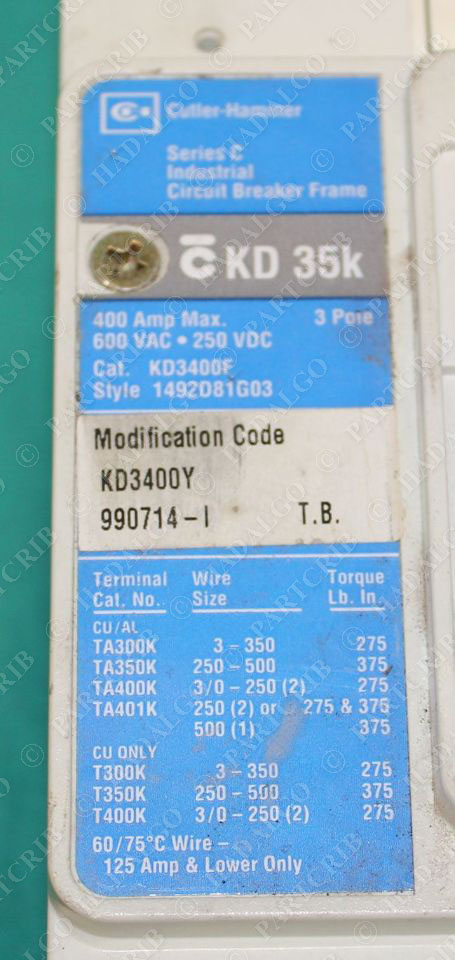 Cutler-Hammer
Series C
Industrial
Circuit Breaker Frame
C KD 35k
400 Amp Max. 3 Pole
600 VAC • 250 VDC
Cat. KD3400F
Style 1492D81G03
Modification Code
KD3400Y
990714-I T.B.
Terminal Wire Torque
Cat. No. Size Lb. In.
CU/AL
TA300K 3 - 350 275
TA350K 250 - 500 375
TA400K 3/0 - 250 (2) 275
TA401K 250 (2) or 275 & 375
500 (1) 375
CU ONLY
T300K 3 - 350 275
T350K 250 - 500 375
T400K 3/0 - 250 (2) 275
60/75°C Wire -
125 Amp & Lower Only
© PARTCRIB © HADALGO